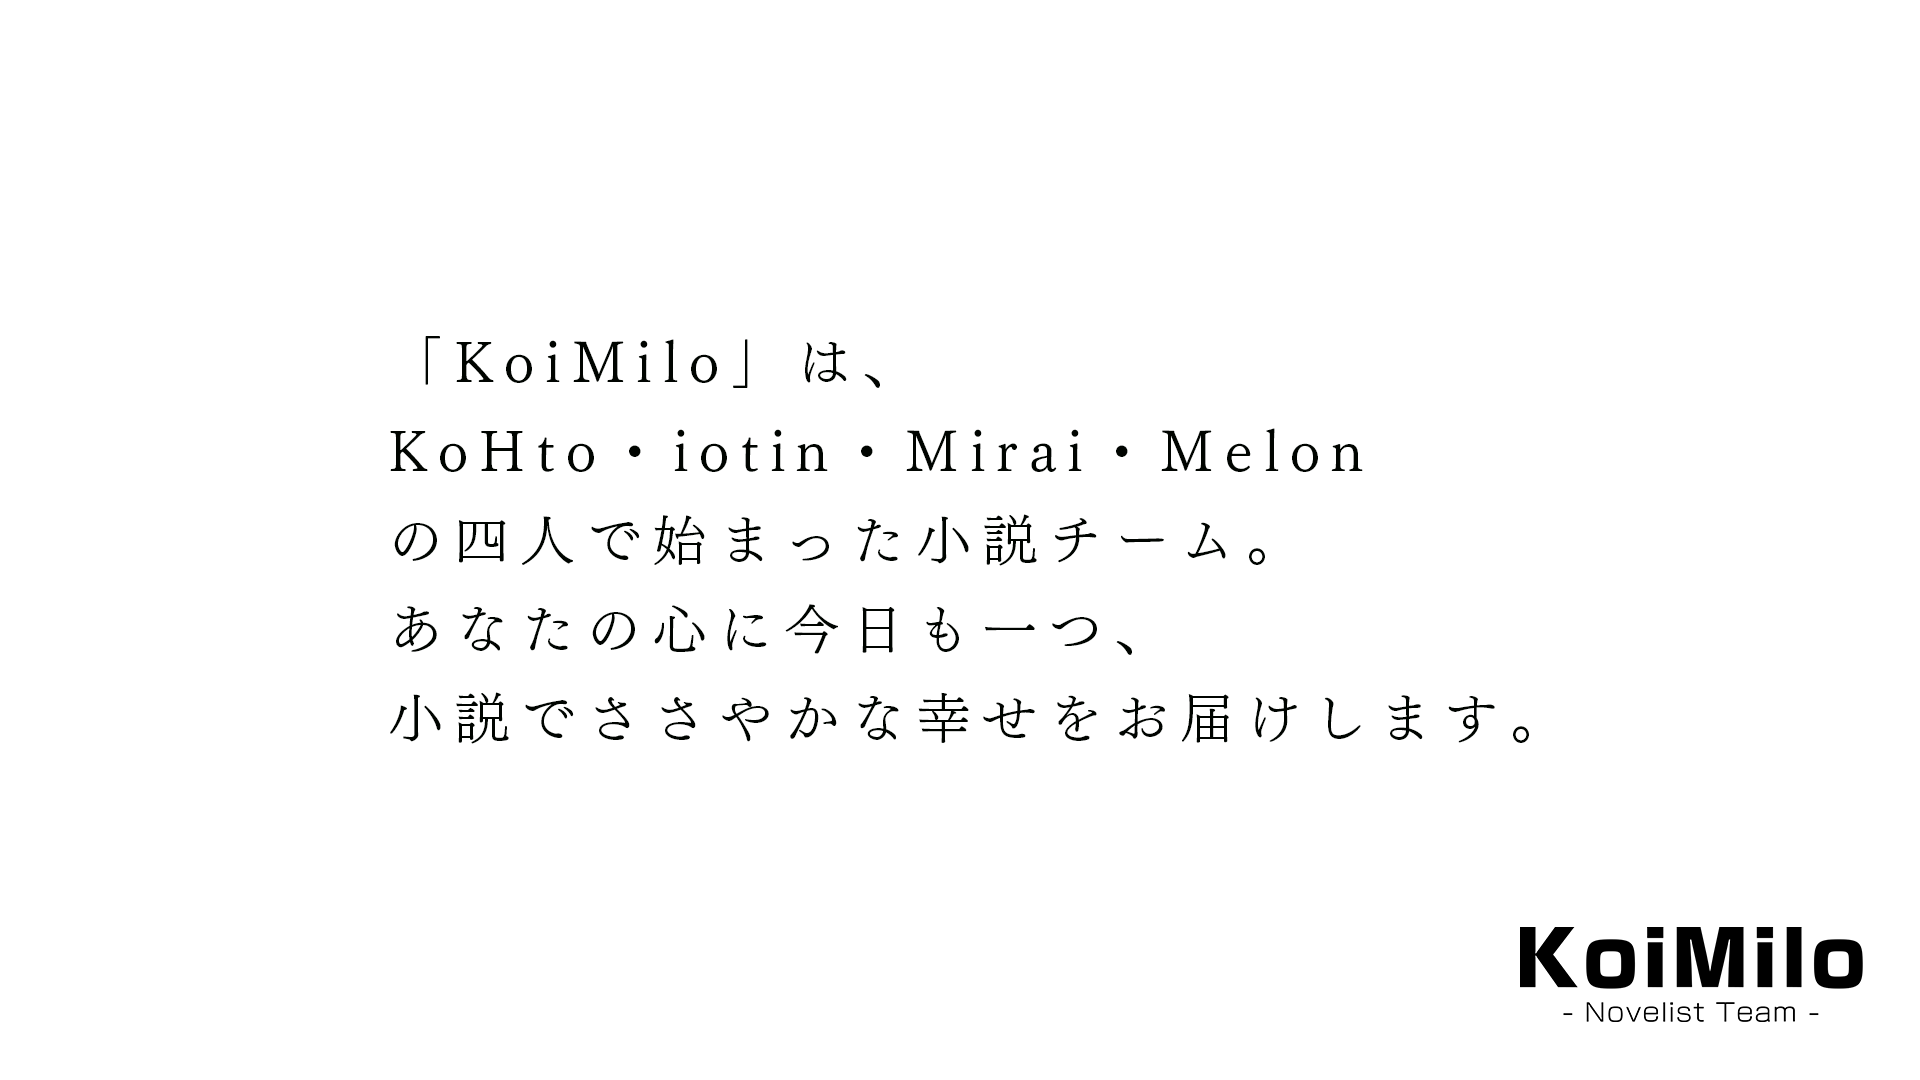 「KoiMilo」は、
KoHto・iotin・Mirai・Melon
の四人で始まった小説チーム。
あなたの心に今日も一つ、
小説でささやかな幸せをお届けします。
KoiMilo
- Novelist Team -